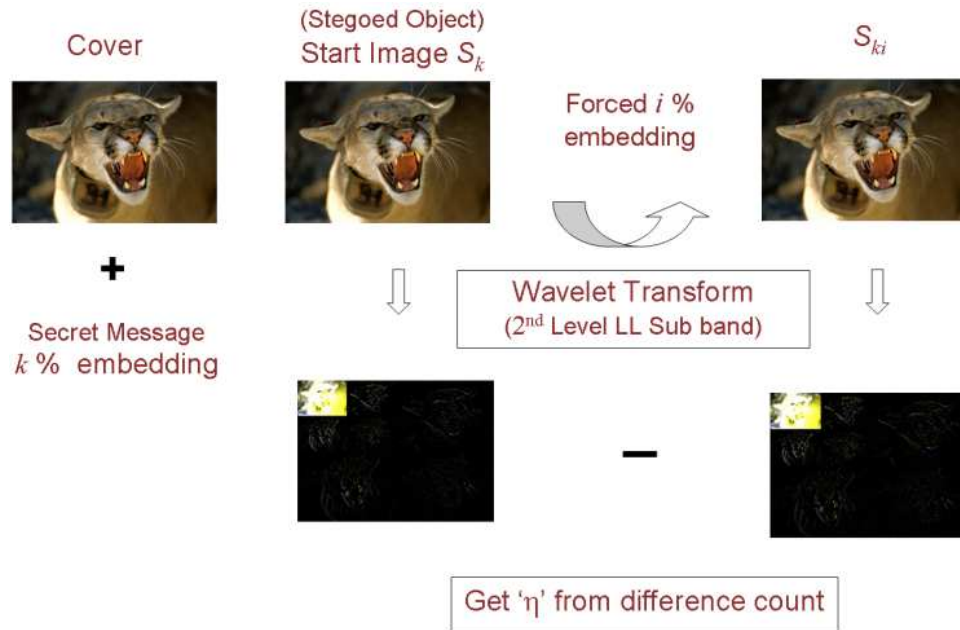 Cover
(Stegoed Object)
Start Image S_k
S_ki
Forced i %
embedding
+
Secret Message
k % embedding
Wavelet Transform
(2nd Level LL Sub band)
–
Get ‘η’ from difference count